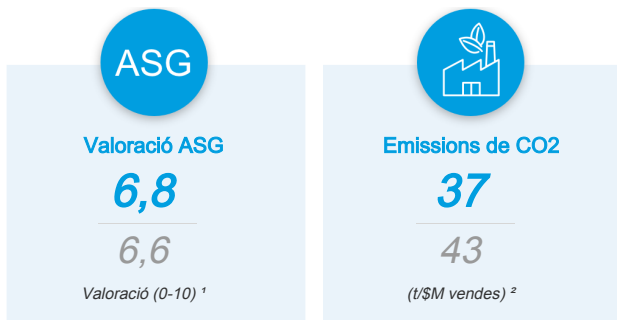 ASG
Valoració ASG
6,8
6,6
Valoració (0-10) ¹
Emissions de CO2
37
43
(t/$M vendes) ²